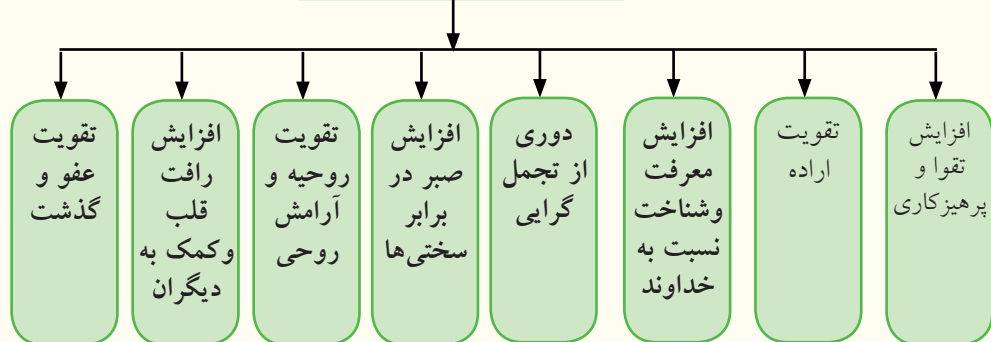 افزایش
تقوا و
پرهیزکاری
تقویت
اراده
افزایش
معرفت
وشناخت
نسبت به
خداوند
دوری
از تجمل
گرایی
افزایش
صبر در
برابر
سختی‌ها
تقویت
روحیه و
آرامش
روحی
افزایش
رافت
قلب
وکمک به
دیگران
تقویت
عفو و
گذشت